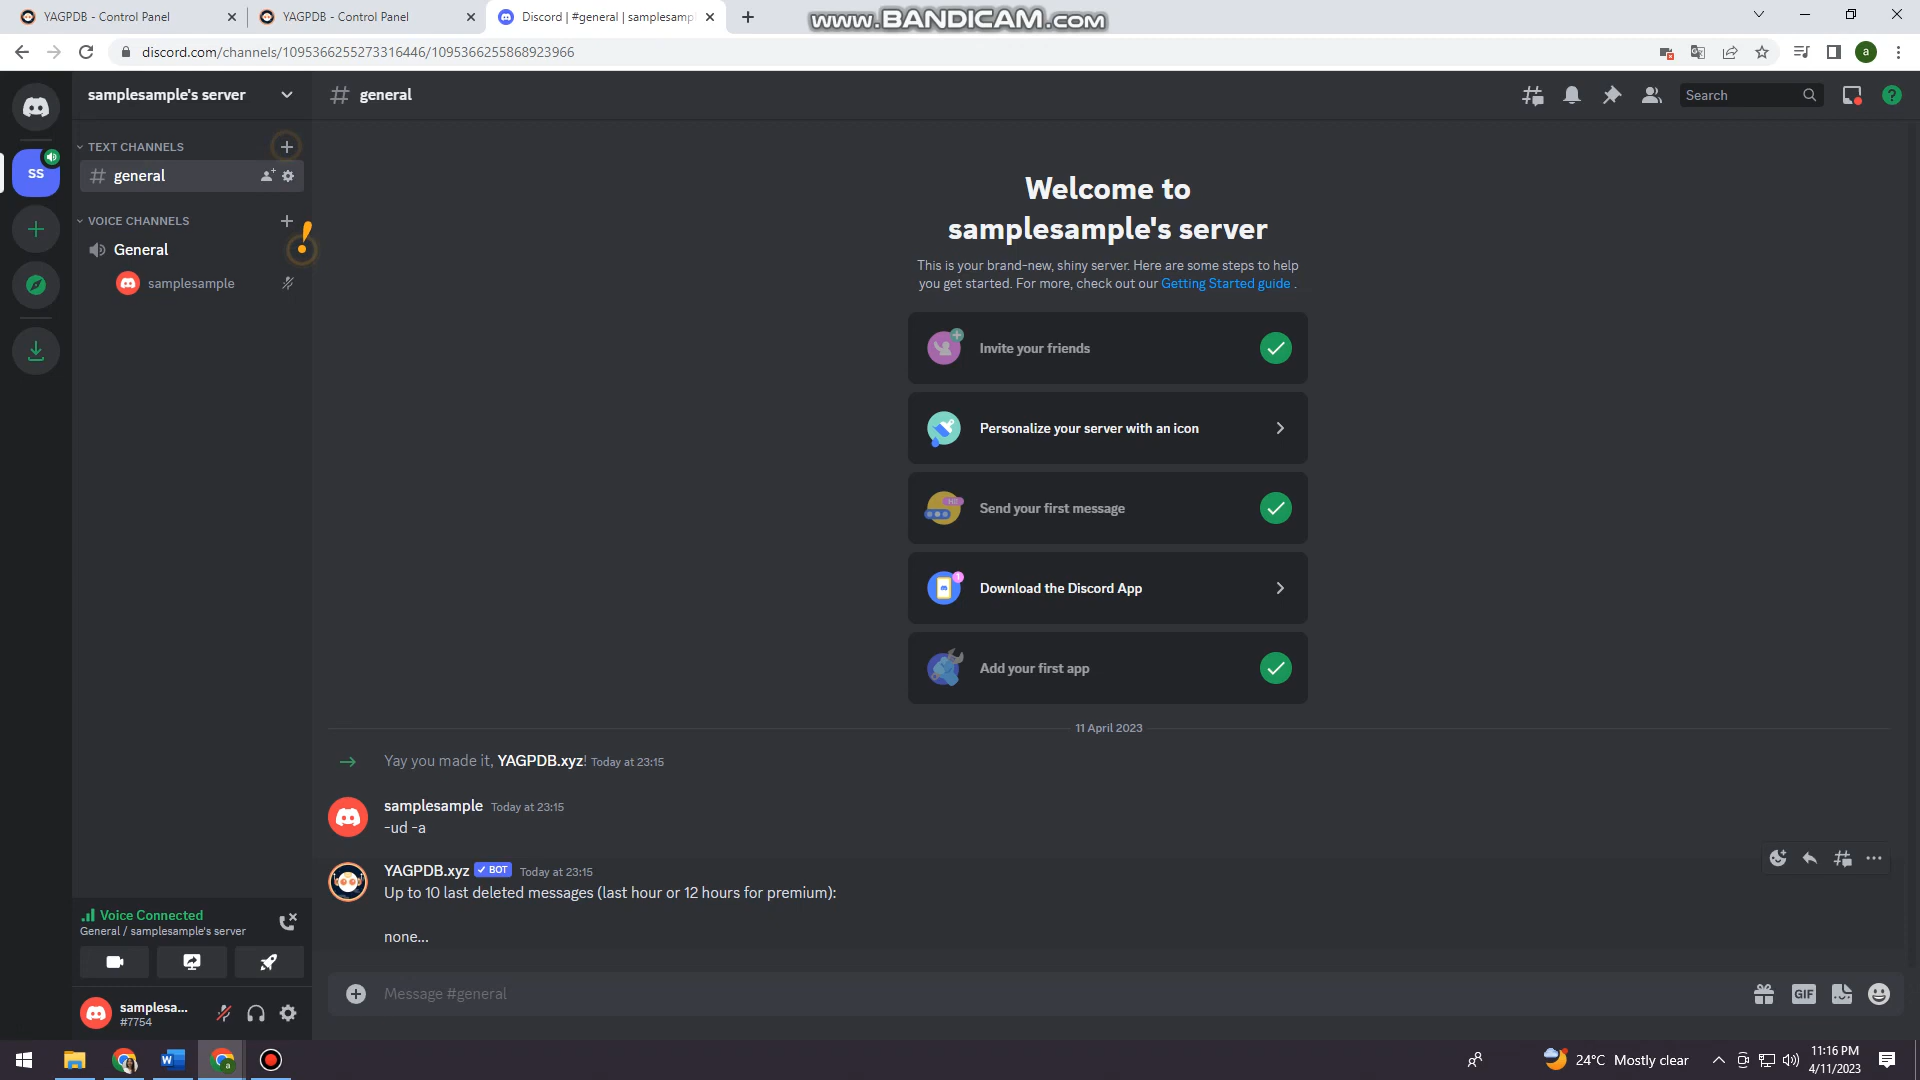 YAGPDB - Control Panel
YAGPDB - Control Panel
Discord | #general | samplesamp
www.BANDICAM.com
discord.com/channels/1095366255273316446/1095366255868923966
a
samplesample's server
general
Search
TEXT CHANNELS
general
SS
VOICE CHANNELS
General
samplesample
Welcome to
samplesample's server
This is your brand-new, shiny server. Here are some steps to help
you get started. For more, check out our Getting Started guide .
Invite your friends
Personalize your server with an icon
Send your first message
Download the Discord App
Add your first app
11 April 2023
Yay you made it, YAGPDB.xyz! Today at 23:15
samplesample Today at 23:15
-ud -a
YAGPDB.xyz BOT Today at 23:15
Up to 10 last deleted messages (last hour or 12 hours for premium):
none...
Voice Connected
General / samplesample's server
samplesa...
#7754
Message #general
GIF
24°C Mostly clear
11:16 PM
4/11/2023